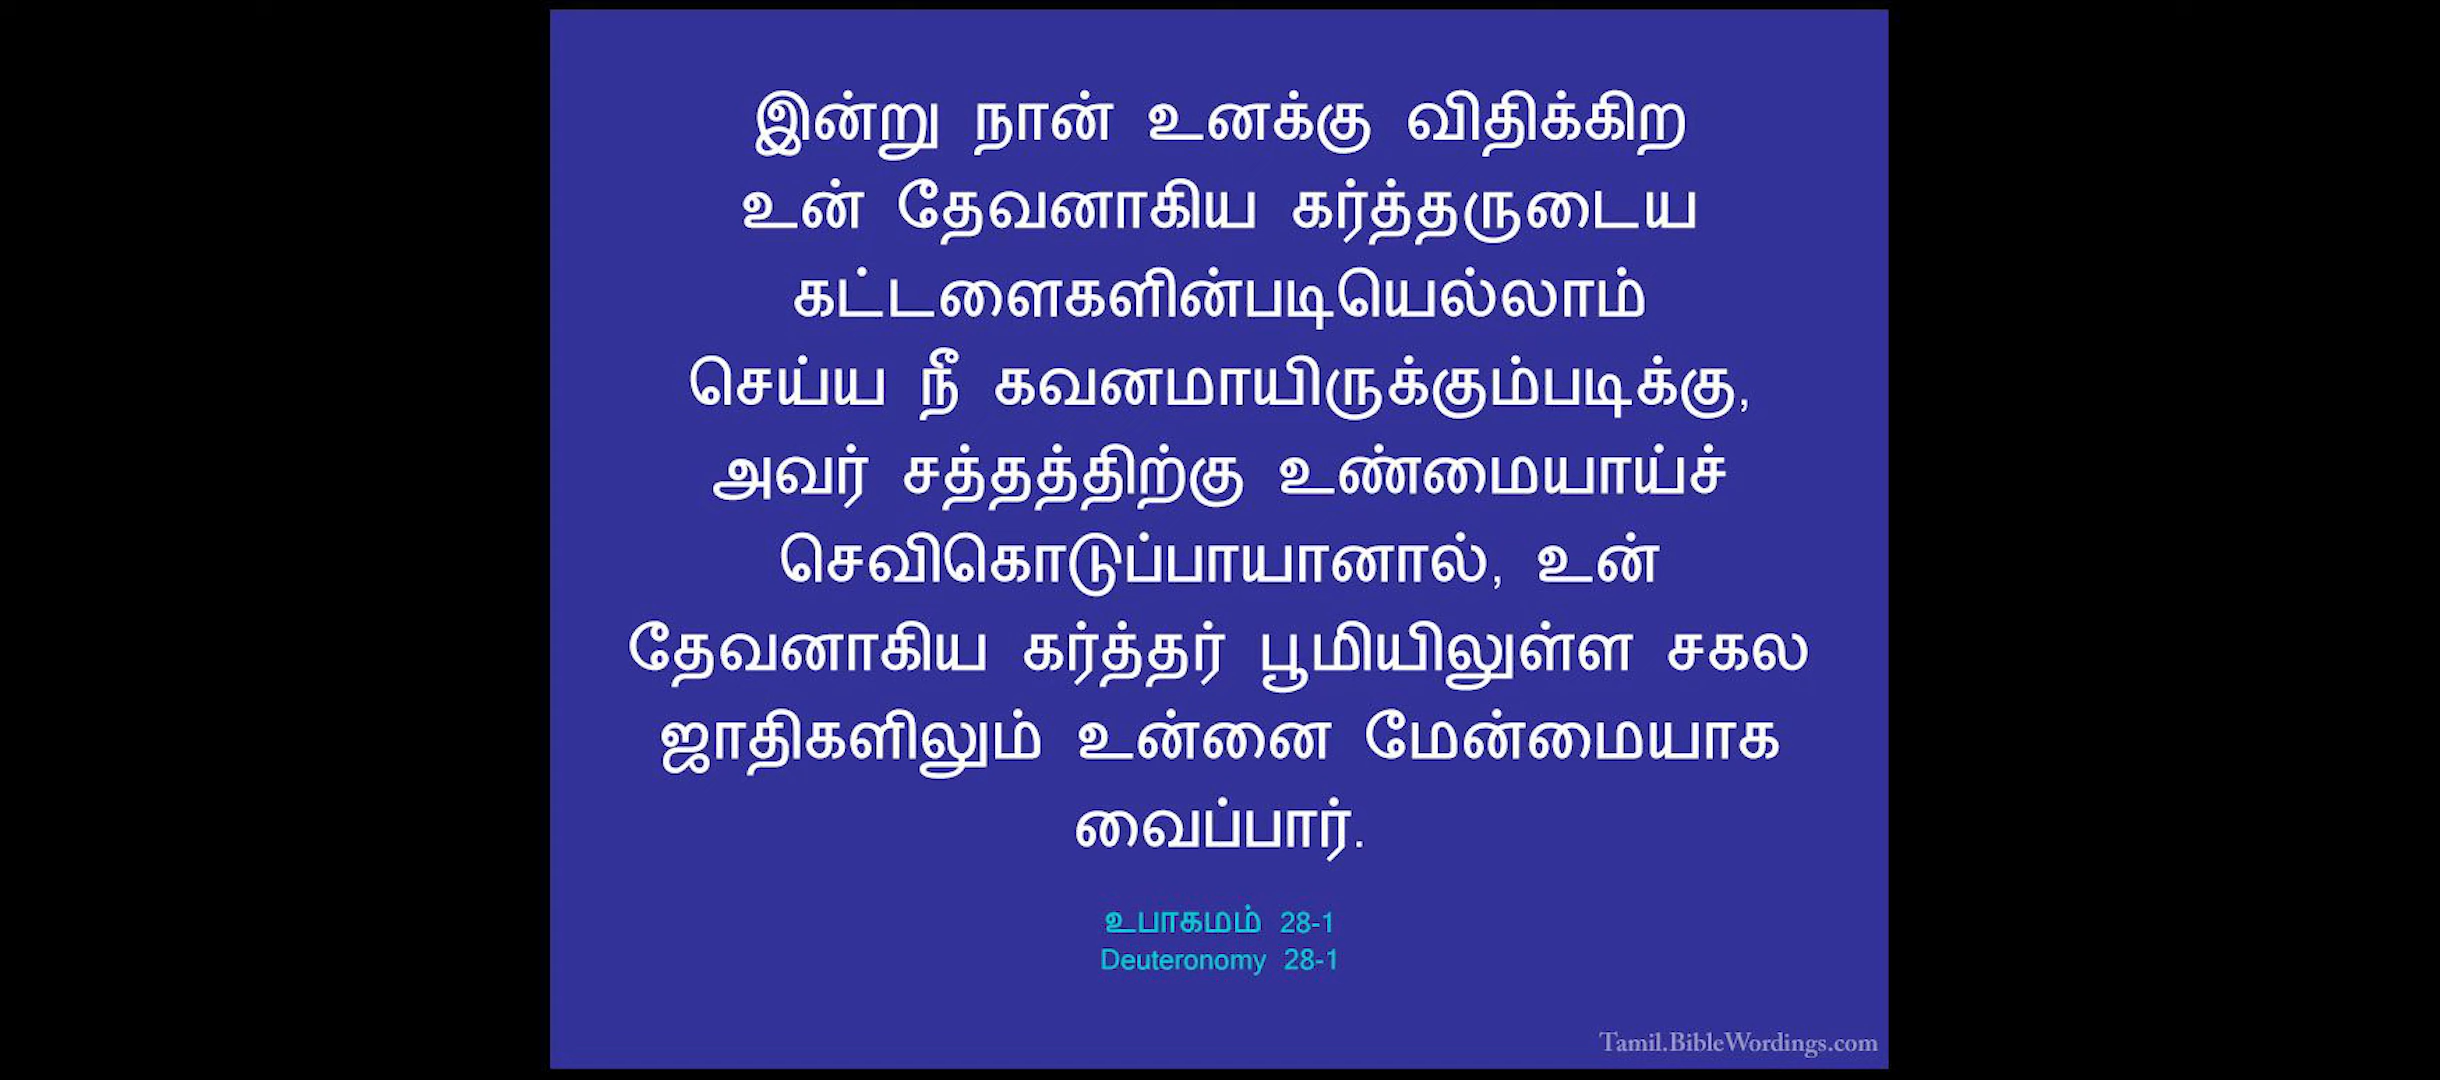 இன்று நான் உனக்கு விதிக்கிற
உன் தேவனாகிய கர்த்தருடைய
கட்டளைகளின்படியெல்லாம்
செய்ய நீ கவனமாயிருக்கும்படிக்கு,
அவர் சத்தத்திற்கு உண்மையாய்ச்
செவிகொடுப்பாயானால், உன்
தேவனாகிய கர்த்தர் பூமியிலுள்ள சகல
ஜாதிகளிலும் உன்னை மேன்மையாக
வைப்பார்.
உபாகமம் 28-1
Deuteronomy 28-1
Tamil.BibleWordings.com